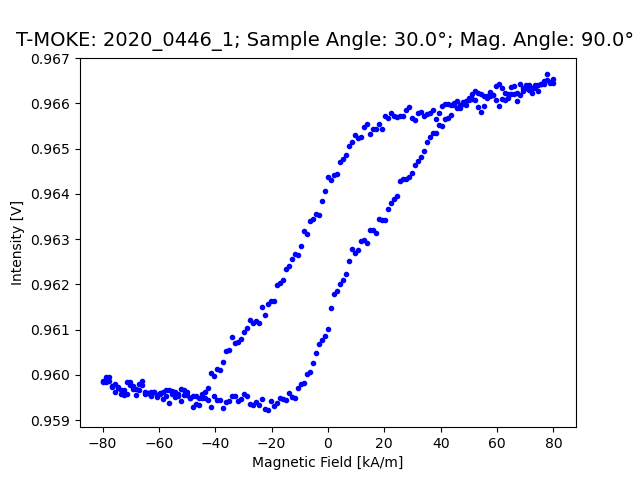 T-MOKE: 2020_0446_1; Sample Angle: 30.0°; Mag. Angle: 90.0°
0.967
0.966
0.965
0.964
0.963
0.962
0.961
0.960
0.959
Intensity [V]
−80 −60 −40 −20 0 20 40 60 80
Magnetic Field [kA/m]